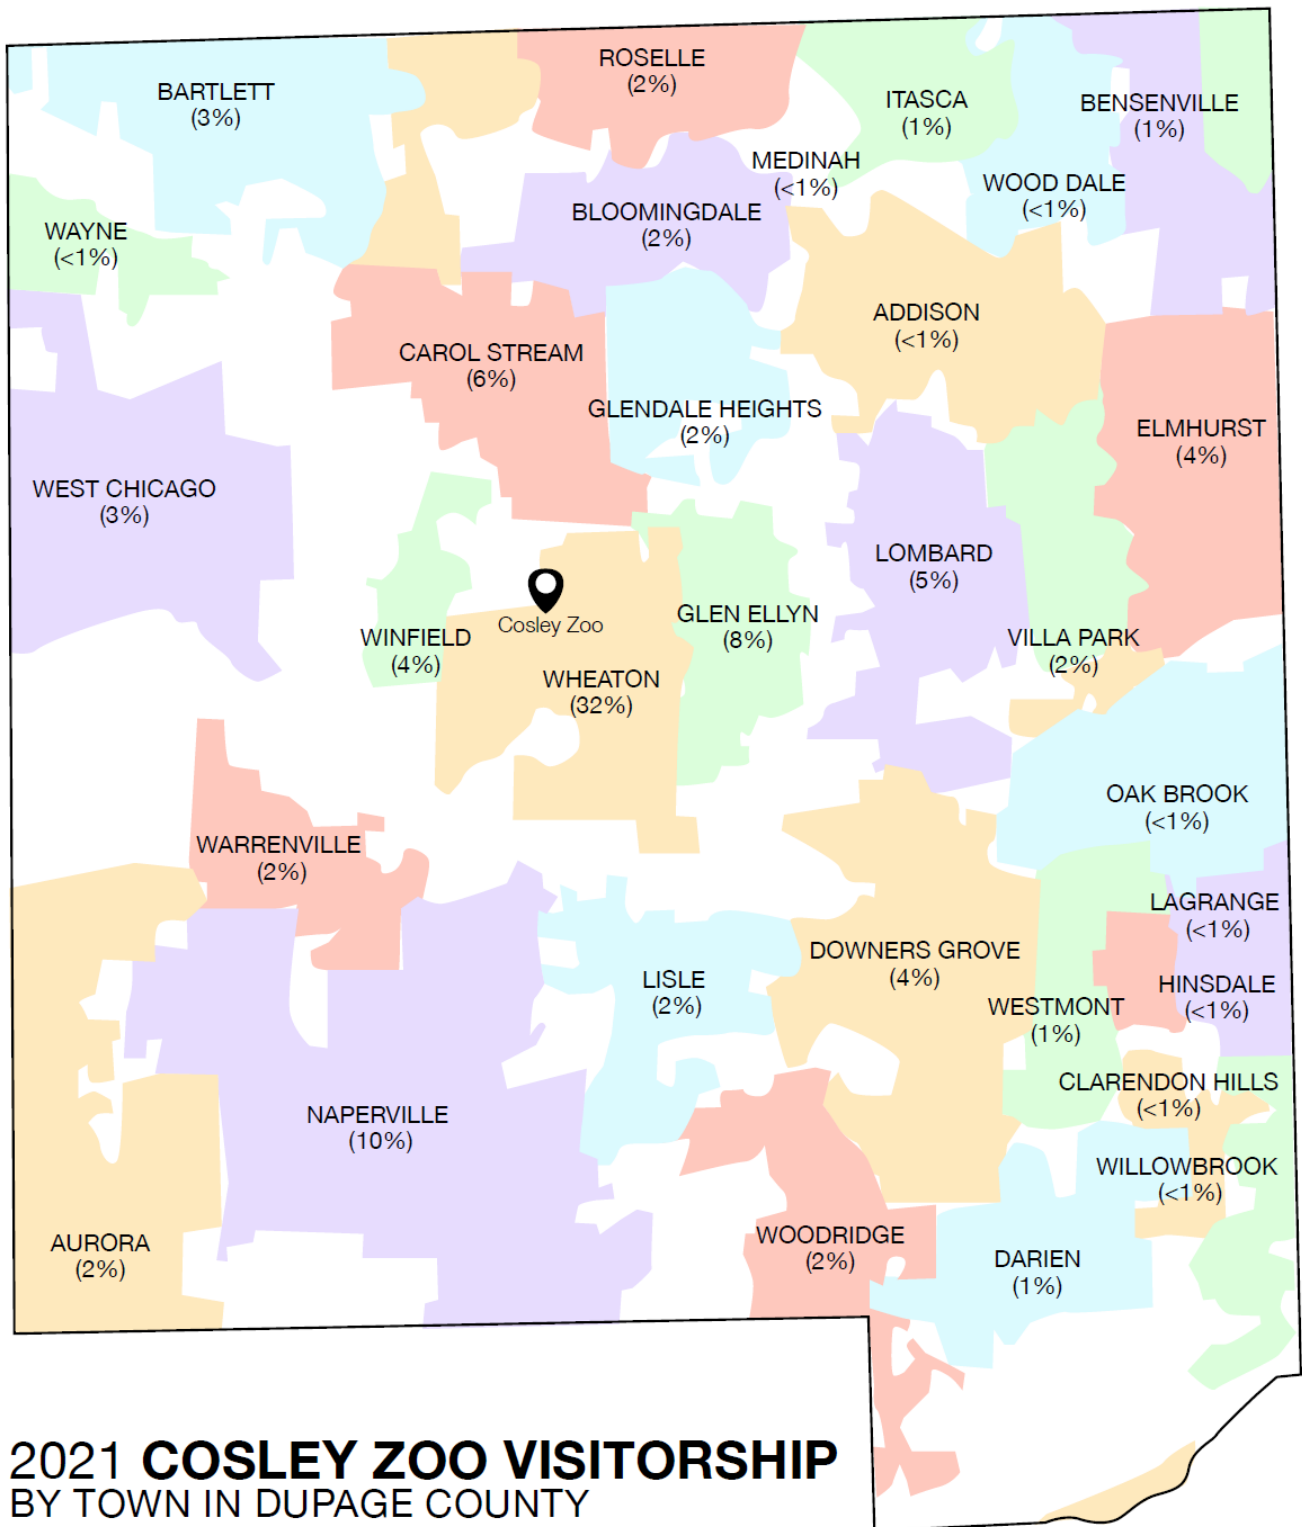 ROSELLE
(2%)
BARTLETT
(3%)
ITASCA
(1%)
BENSENVILLE
(1%)
MEDINAH
(<1%)
WOOD DALE
(<1%)
BLOOMINGDALE
(2%)
WAYNE
(<1%)
ADDISON
(<1%)
CAROL STREAM
(6%)
GLENDALE HEIGHTS
(2%)
ELMHURST
(4%)
WEST CHICAGO
(3%)
LOMBARD
(5%)
GLEN ELLYN
(8%)
Cosley Zoo
WINFIELD
(4%)
VILLA PARK
(2%)
WHEATON
(32%)
OAK BROOK
(<1%)
WARRENVILLE
(2%)
LAGRANGE
(<1%)
DOWNERS GROVE
(4%)
LISLE
(2%)
HINSDALE
(<1%)
WESTMONT
(1%)
CLARENDON HILLS
(<1%)
NAPERVILLE
(10%)
WILLOWBROOK
(<1%)
AURORA
(2%)
WOODRIDGE
(2%)
DARIEN
(1%)
2021 COSLEY ZOO VISITORSHIP
BY TOWN IN DUPAGE COUNTY